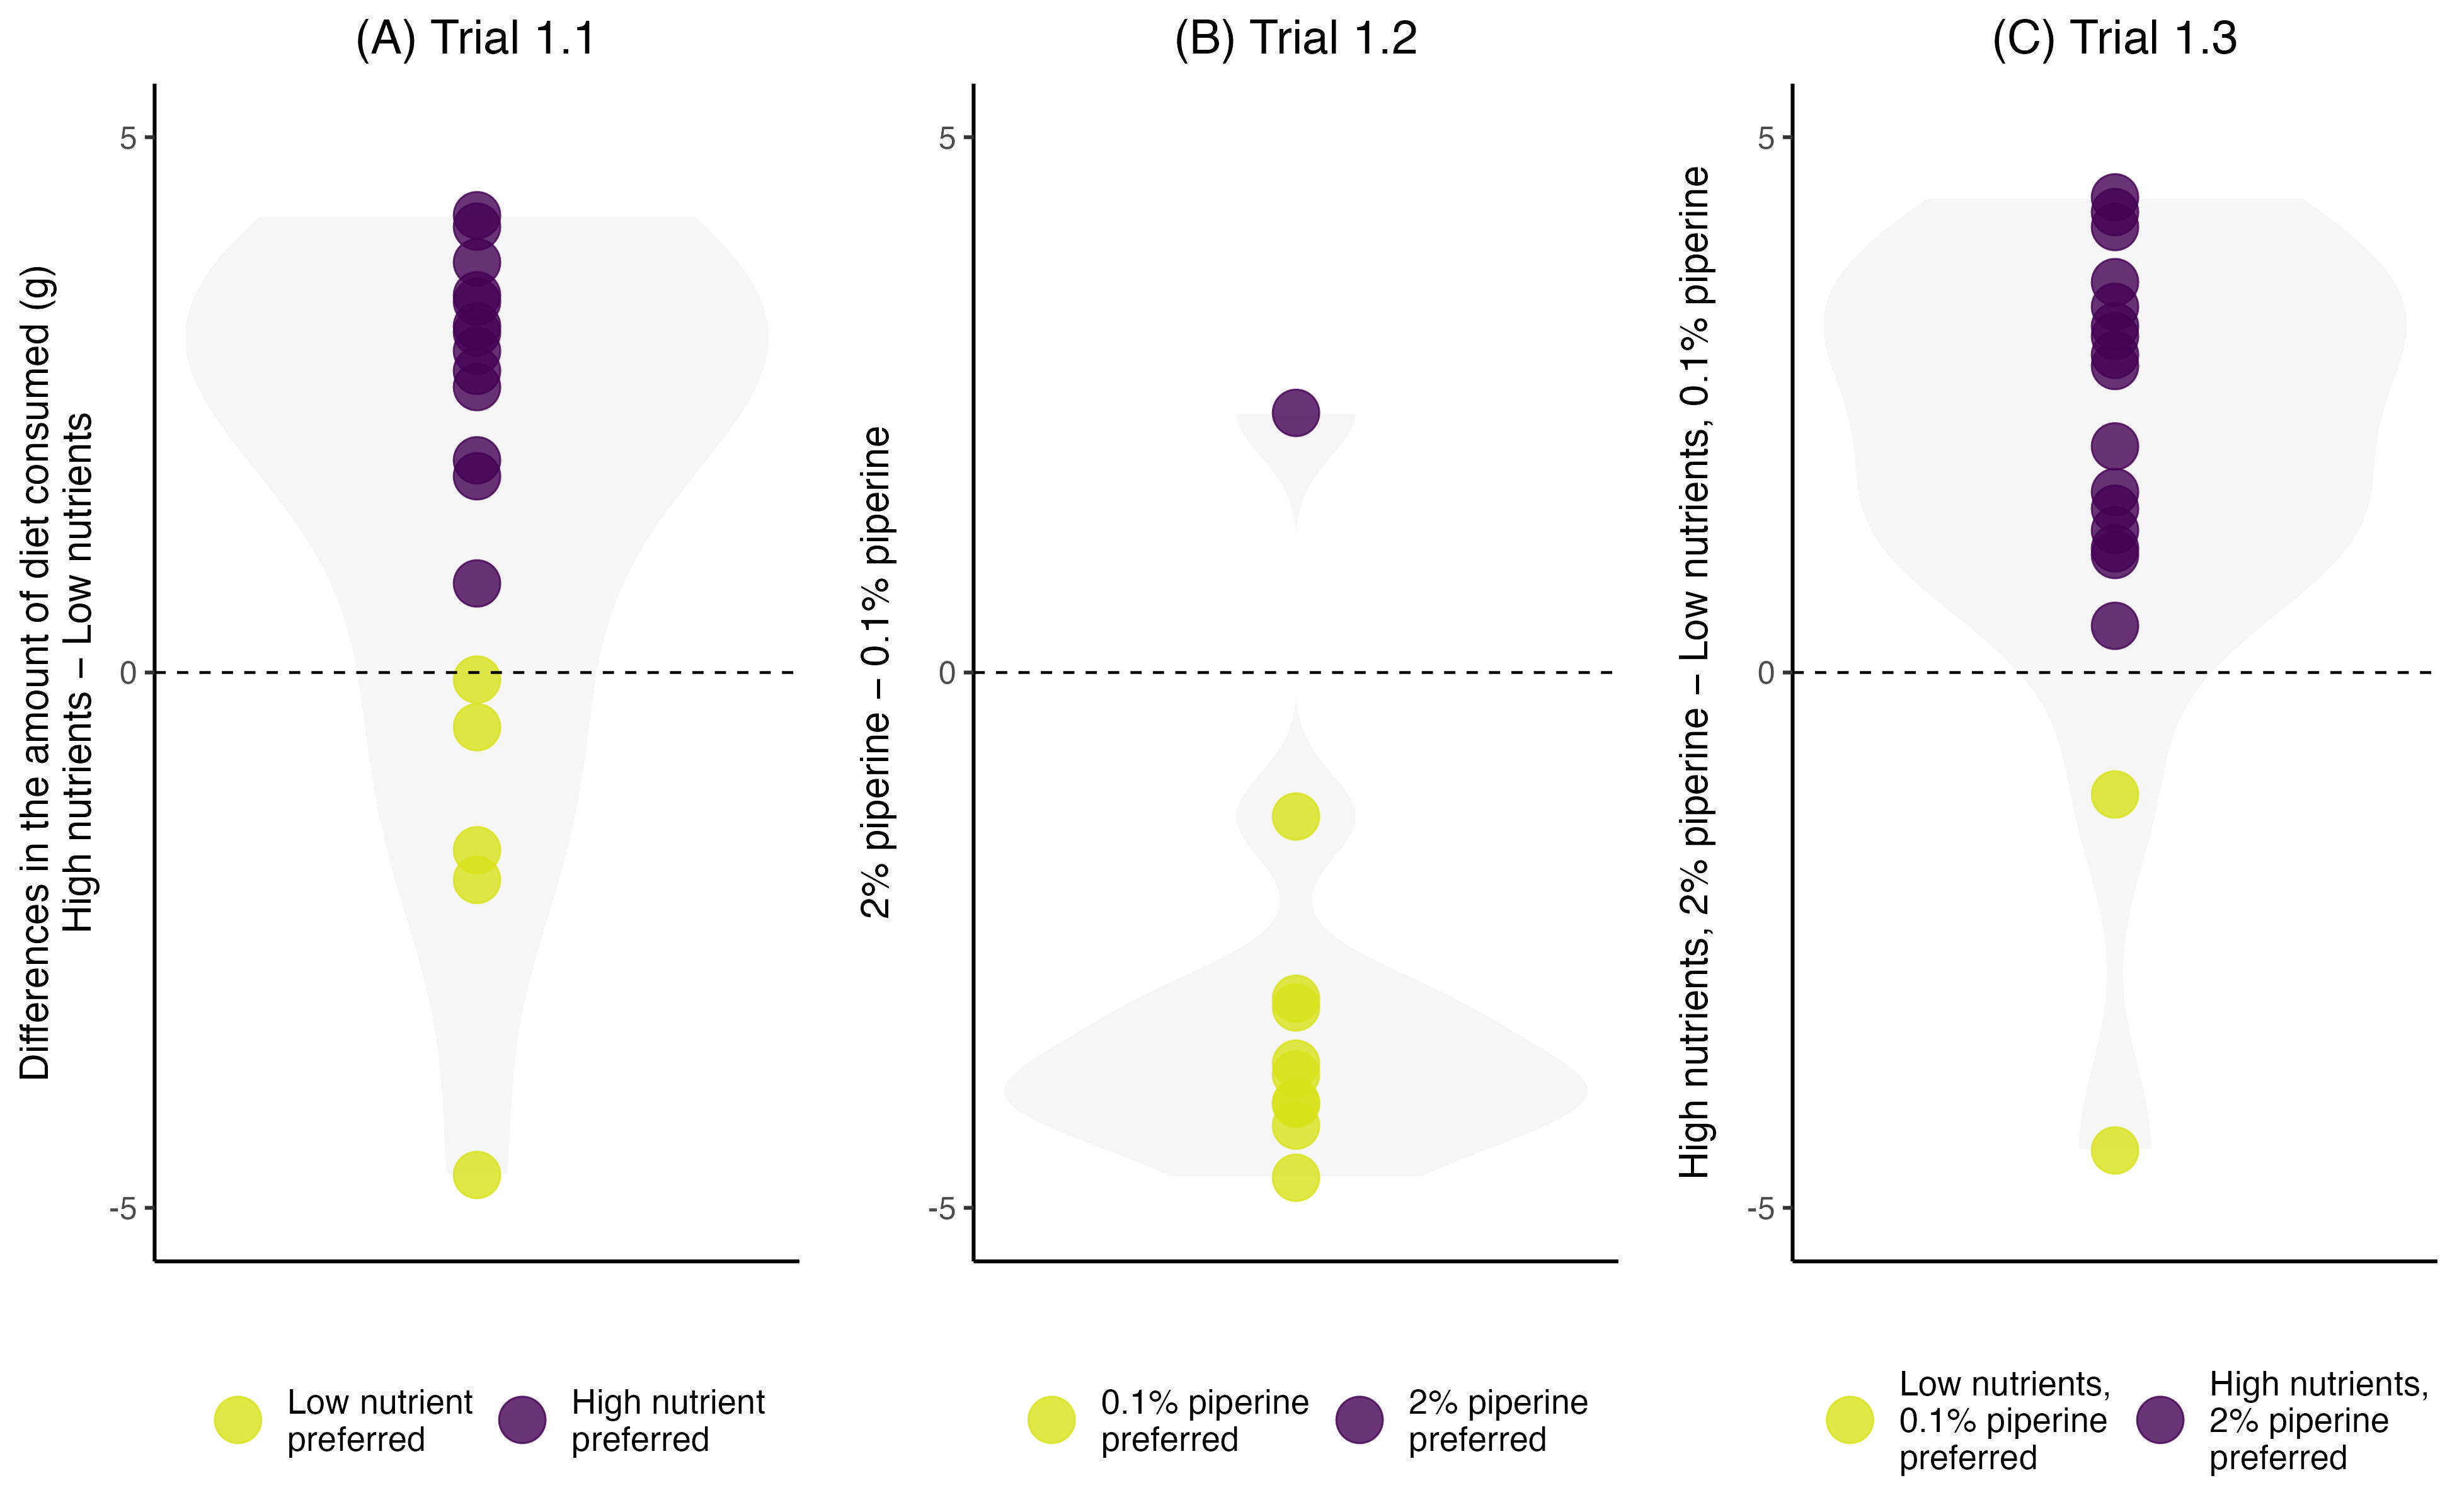 (A) Trial 1.1
Differences in the amount of diet consumed (g)
High nutrients – Low nutrients
5
0
-5
Low nutrient
preferred
High nutrient
preferred
(B) Trial 1.2
2% piperine – 0.1% piperine
5
0
-5
0.1% piperine
preferred
2% piperine
preferred
(C) Trial 1.3
High nutrients, 2% piperine – Low nutrients, 0.1% piperine
5
0
-5
Low nutrients,
0.1% piperine
preferred
High nutrients,
2% piperine
preferred